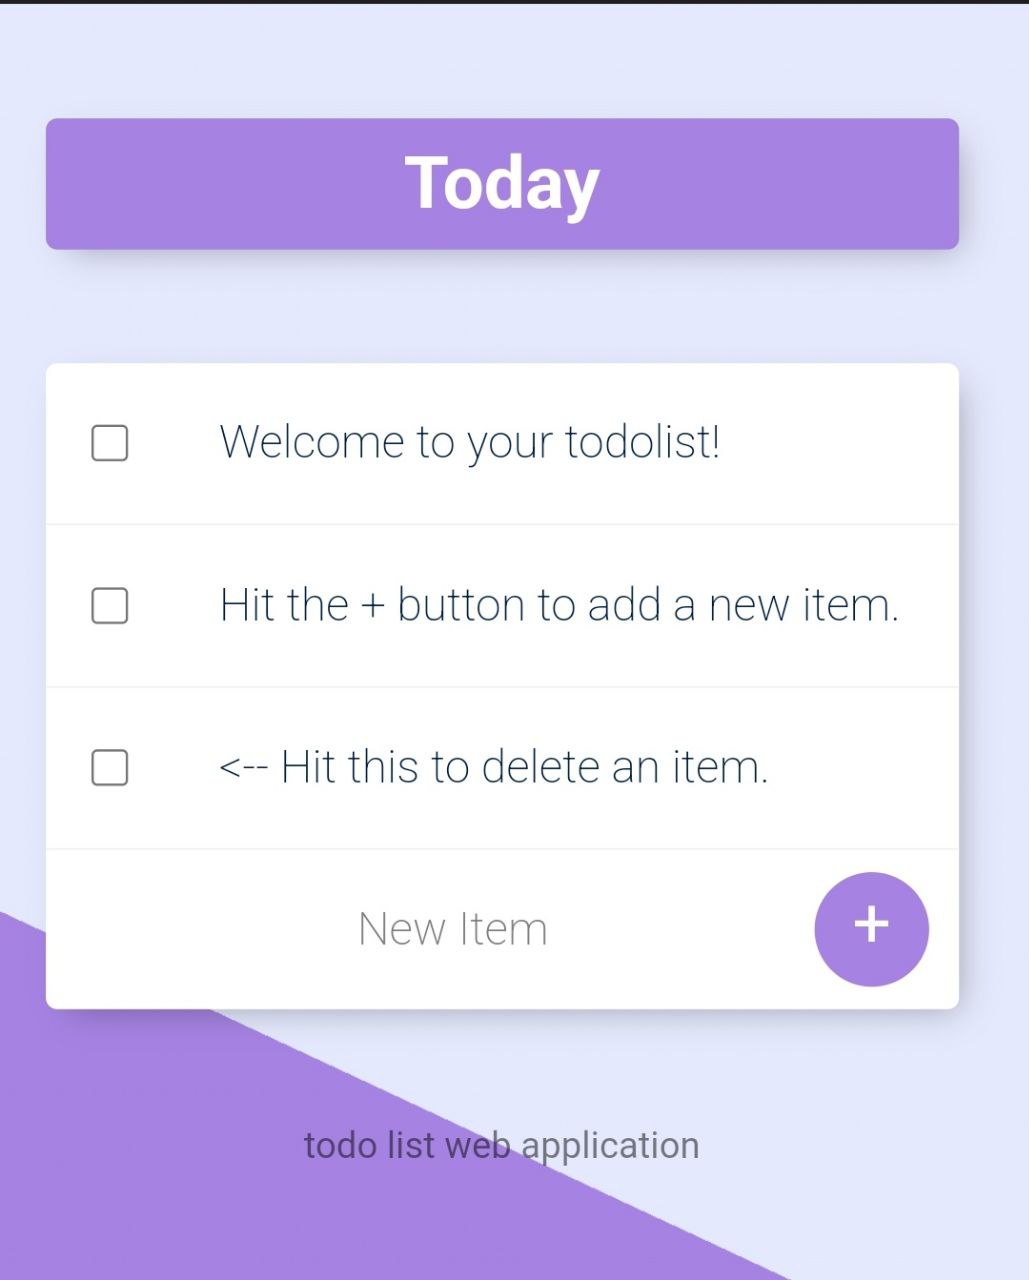 Today
Welcome to your todolist!
Hit the + button to add a new item.
<-- Hit this to delete an item.
New Item
+
todo list web application